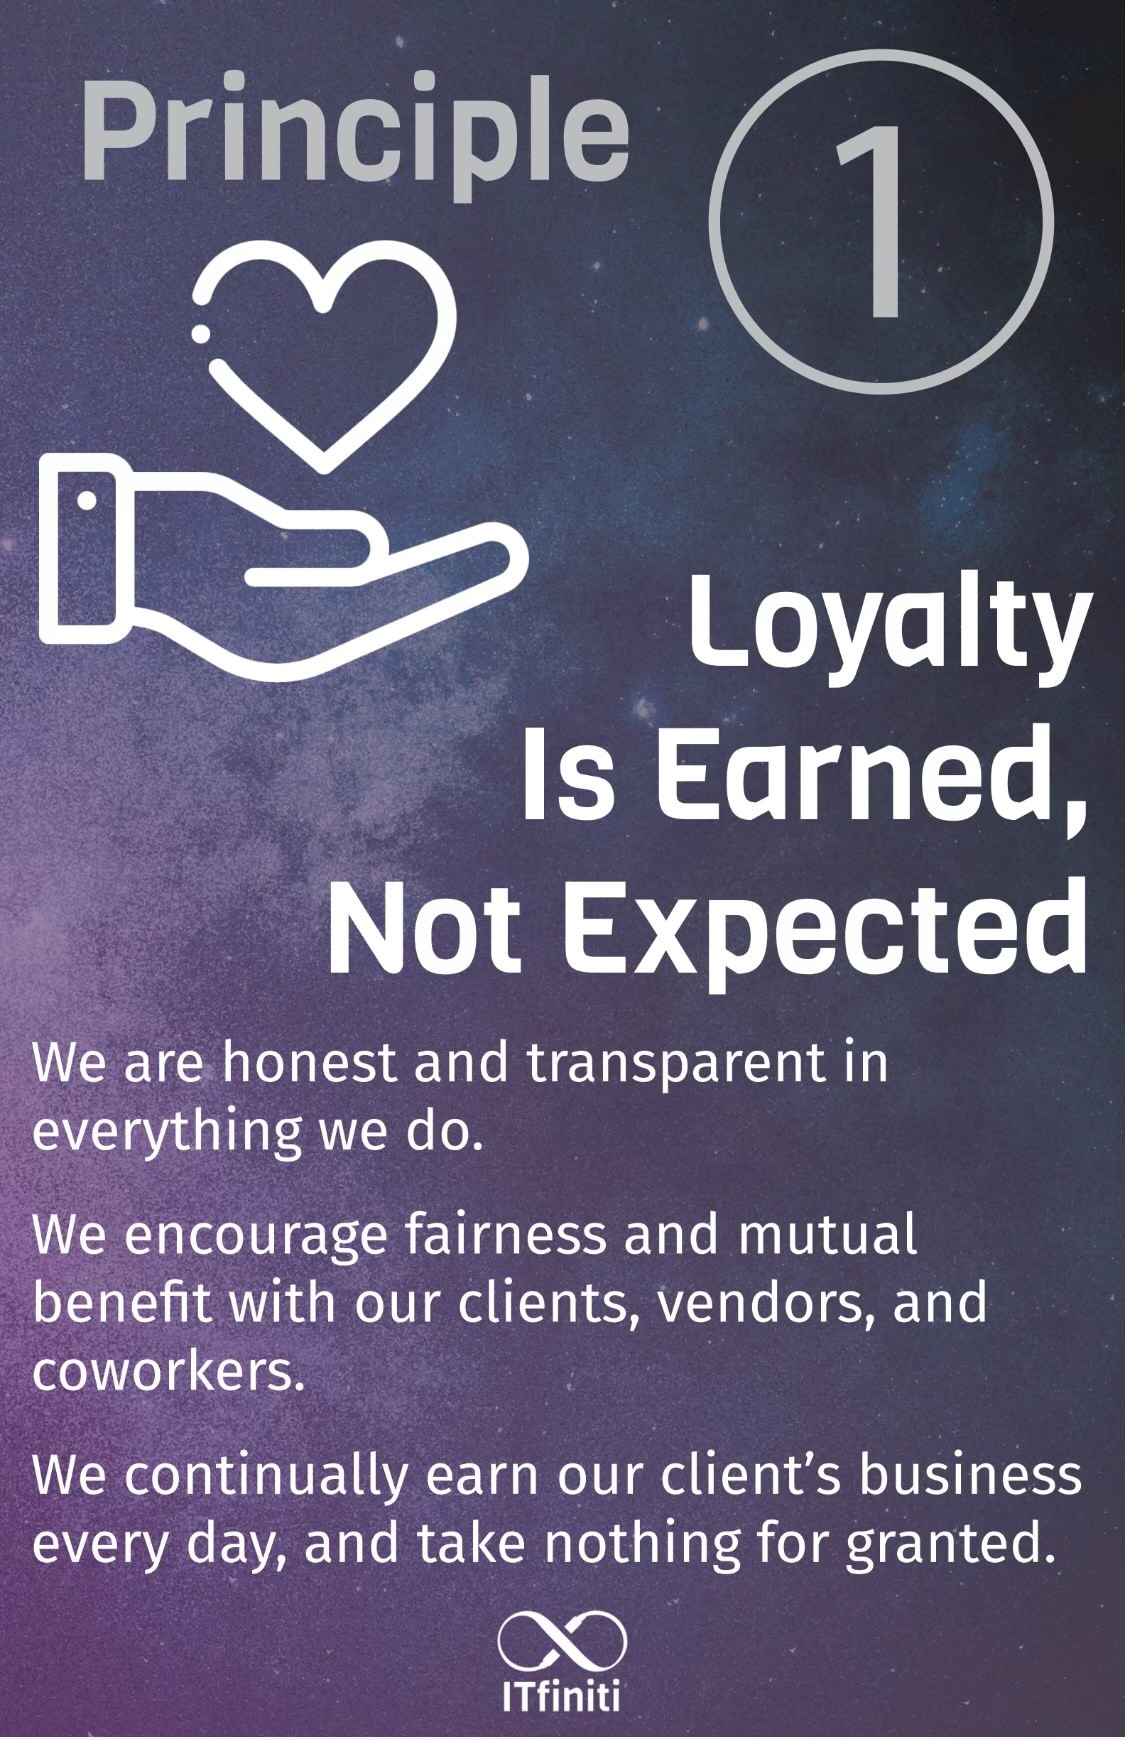 Principle
1
Loyalty
Is Earned,
Not Expected
We are honest and transparent in
everything we do.
We encourage fairness and mutual
benefit with our clients, vendors, and
coworkers.
We continually earn our client’s business
every day, and take nothing for granted.
ITfiniti